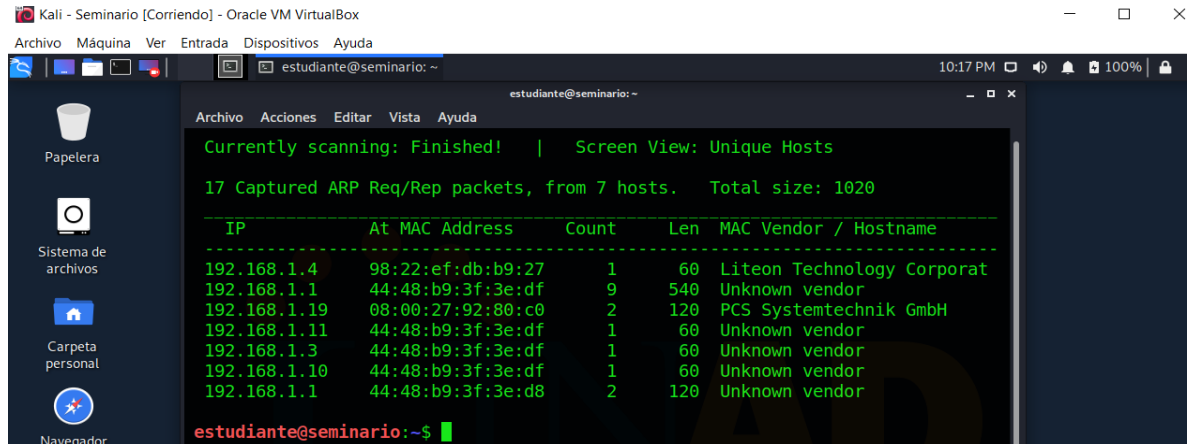 Kali - Seminario [Corriendo] - Oracle VM VirtualBox
Archivo Máquina Ver Entrada Dispositivos Ayuda
estudiante@seminario: ~ 10:17 PM 100%
estudiante@seminario: ~
Archivo Acciones Editar Vista Ayuda
Papelera
Sistema de
archivos
Carpeta
personal
Navegador
Currently scanning: Finished! | Screen View: Unique Hosts
17 Captured ARP Req/Rep packets, from 7 hosts. Total size: 1020
IP At MAC Address Count Len MAC Vendor / Hostname
192.168.1.4 98:22:ef:db:b9:27 1 60 Liteon Technology Corporat
192.168.1.1 44:48:b9:3f:3e:df 9 540 Unknown vendor
192.168.1.19 08:00:27:92:80:c0 2 120 PCS Systemtechnik GmbH
192.168.1.11 44:48:b9:3f:3e:df 1 60 Unknown vendor
192.168.1.3 44:48:b9:3f:3e:df 1 60 Unknown vendor
192.168.1.10 44:48:b9:3f:3e:df 1 60 Unknown vendor
192.168.1.1 44:48:b9:3f:3e:d8 2 120 Unknown vendor
estudiante@seminario:~$